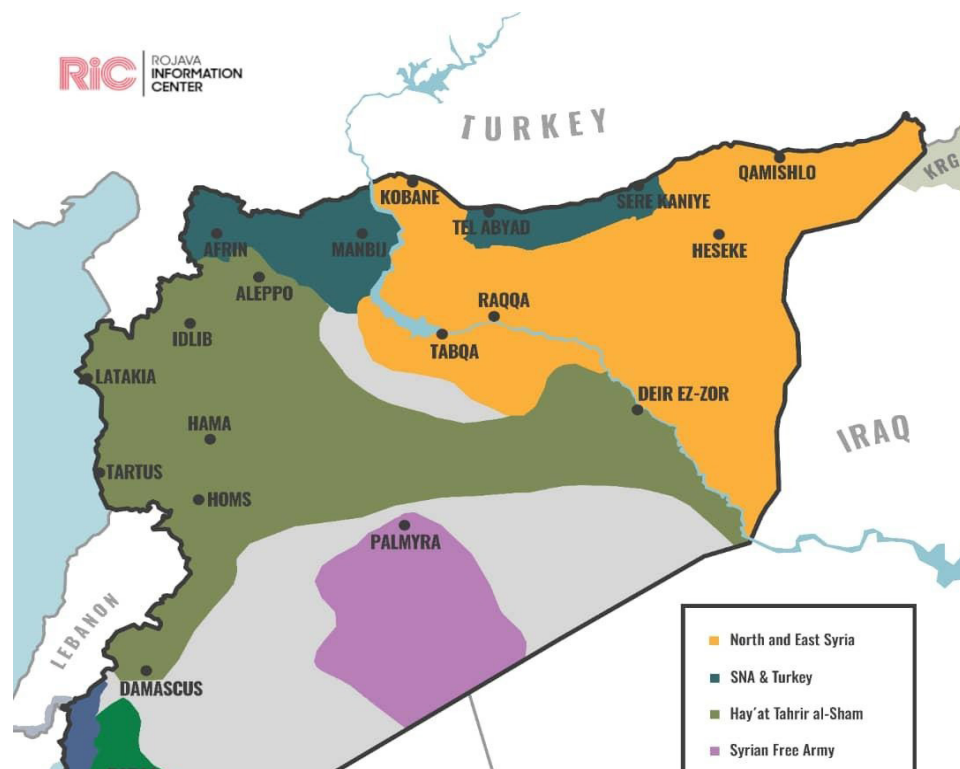 RiC
ROJAVA
INFORMATION
CENTER
TURKEY
KRG
QAMISHLO
KOBANE
SERE KANIYE
TEL ABYAD
AFRIN
MANBIJ
HESEKE
ALEPPO
RAQQA
IDLIB
TABQA
LATAKIA
DEIR EZ-ZOR
HAMA
IRAQ
TARTUS
HOMS
PALMYRA
LEBANON
DAMASCUS
North and East Syria
SNA & Turkey
Hay´at Tahrir al-Sham
Syrian Free Army